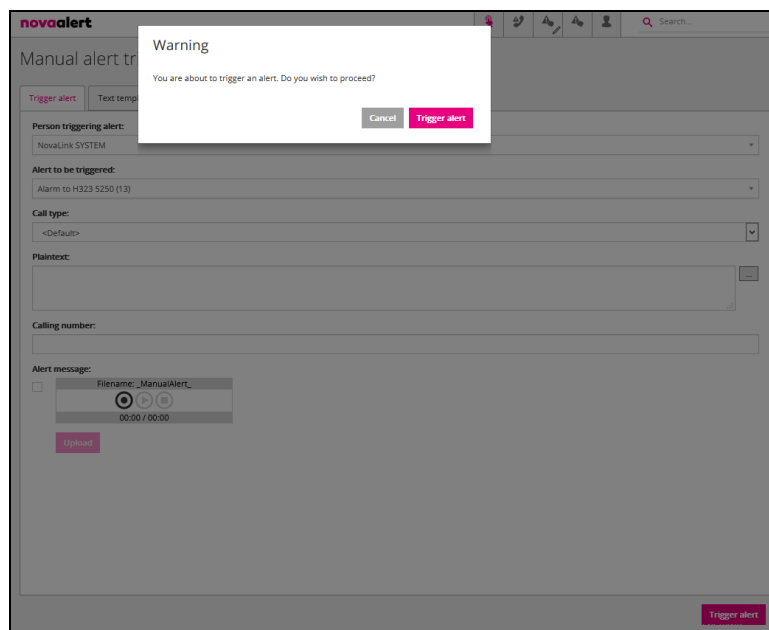 novaalert
Search...
Warning
Manual alert tr
You are about to trigger an alert. Do you wish to proceed?
Cancel
Trigger alert
Trigger alert
Text templ
Person triggering alert:
NovaLink SYSTEM
Alert to be triggered:
Alarm to H323 5250 (13)
Call type:
<Default>
Plaintext:
...
Calling number:
Alert message:
Filename: _ManualAlert_
00:00 / 00:00
Upload
Trigger alert